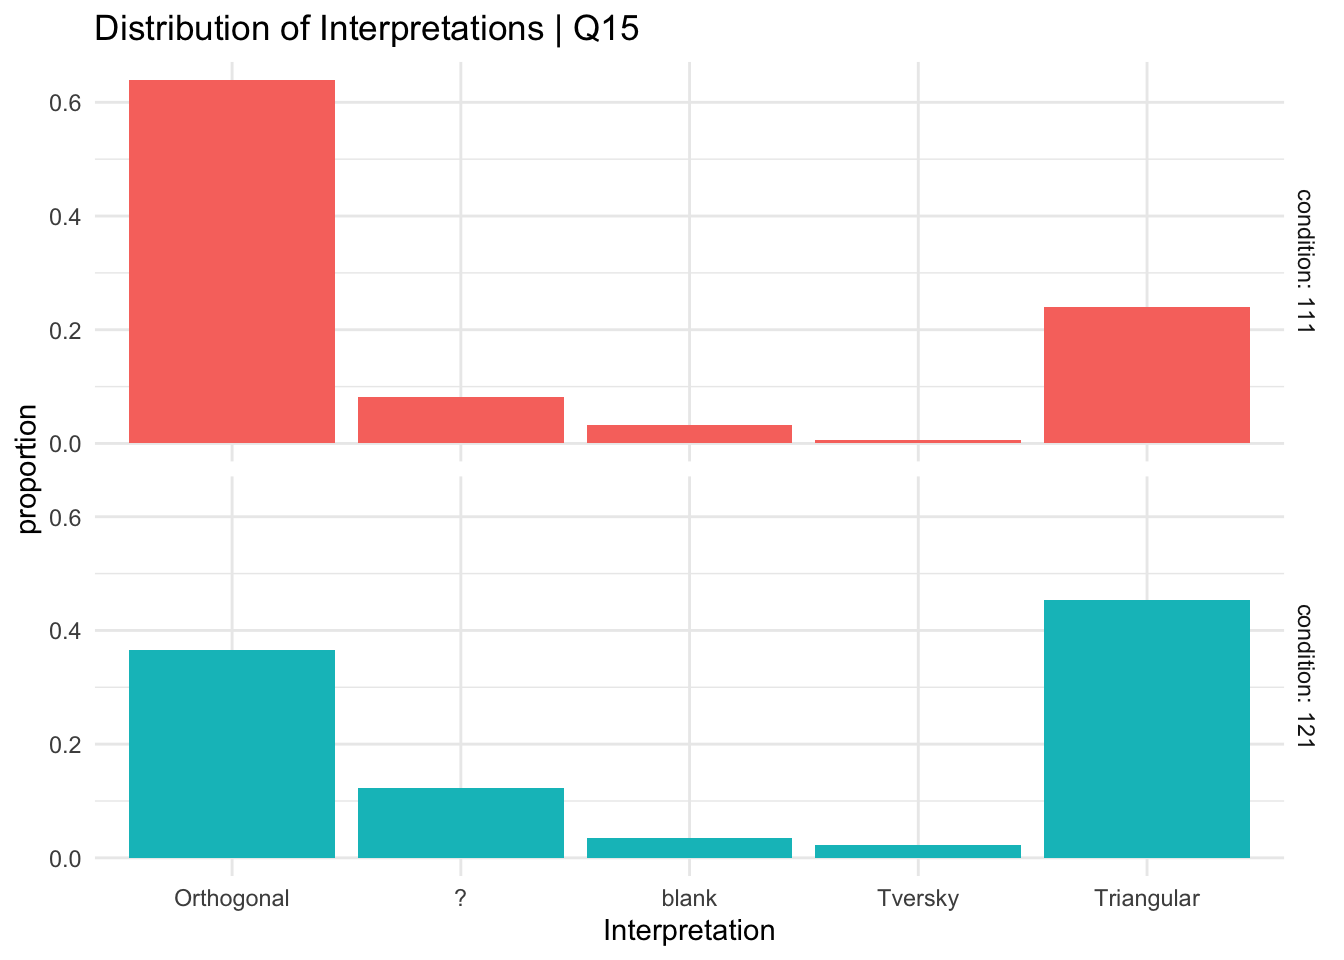 Distribution of Interpretations | Q15
proportion
0.6
0.4
0.2
0.0
condition: 111
0.6
0.4
0.2
0.0
condition: 121
Orthogonal
?
blank
Tversky
Triangular
Interpretation